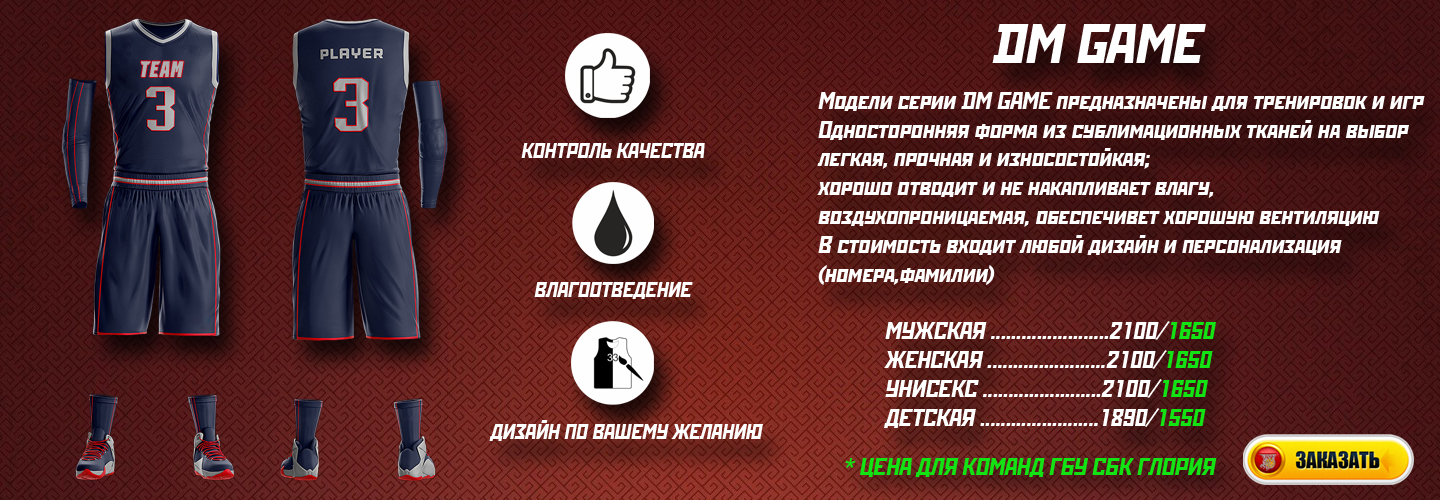 TEAM
3
PLAYER
3
КОНТРОЛЬ КАЧЕСТВА
ВЛАГООТВЕДЕНИЕ
33
ДИЗАЙН ПО ВАШЕМУ ЖЕЛАНИЮ
DM GAME
Модели серии DM GAME предназначены для тренировок и игр
Односторонняя форма из сублимационных тканей на выбор
легкая, прочная и износостойкая;
хорошо отводит и не накапливает влагу,
воздухопроницаемая, обеспечивет хорошую вентиляцию
В стоимость входит любой дизайн и персонализация
(номера,фамилии)
МУЖСКАЯ ........................2100/1650
ЖЕНСКАЯ ........................2100/1650
УНИСЕКС ........................2100/1650
ДЕТСКАЯ ........................1890/1550
* ЦЕНА ДЛЯ КОМАНД ГБУ СБК ГЛОРИЯ
ЗАКАЗАТЬ